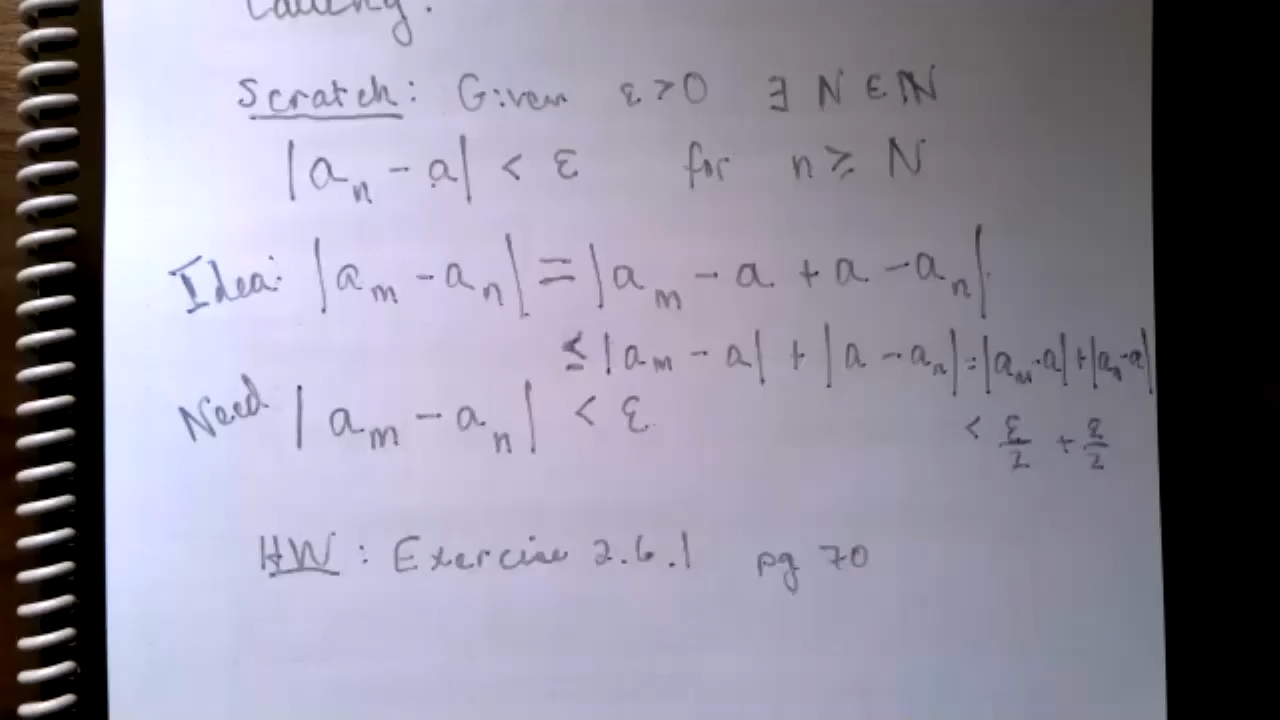 Cauchy.
Scratch: Given ε>0 ∃ N ∈ ℕ
|aₙ - a| < ε for n ≥ N
Idea: |aₘ - aₙ| = |aₘ - a + a - aₙ|
≤ |aₘ - a| + |a - aₙ| = |aₘ - a| + |aₙ - a|
Need |aₘ - aₙ| < ε
< ε/2 + ε/2
HW: Exercise 2.6.1 pg 70